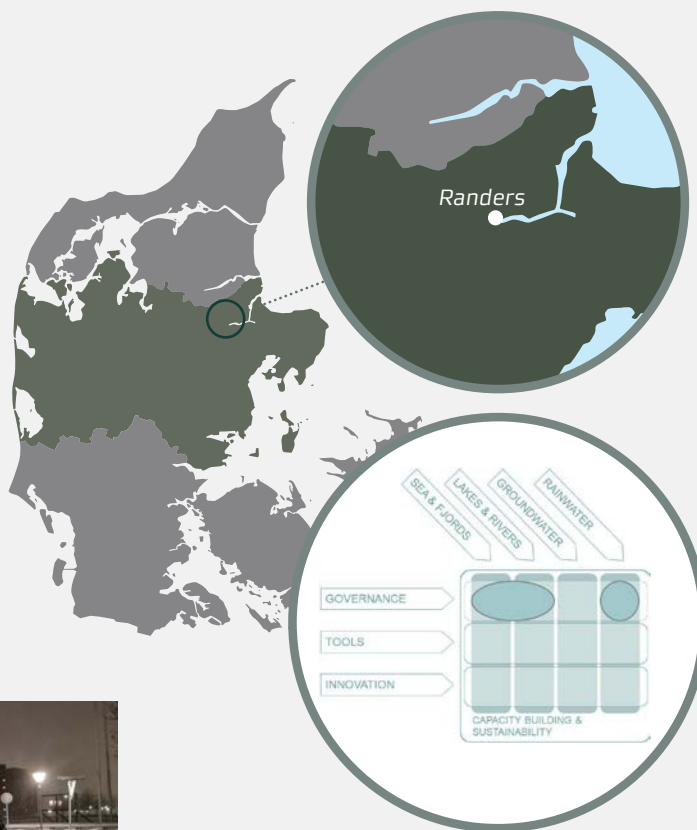 Randers
SEA & FJORDS
LAKES & RIVERS
GROUNDWATER
RAINWATER
GOVERNANCE
TOOLS
INNOVATION
CAPACITY BUILDING &
SUSTAINABILITY